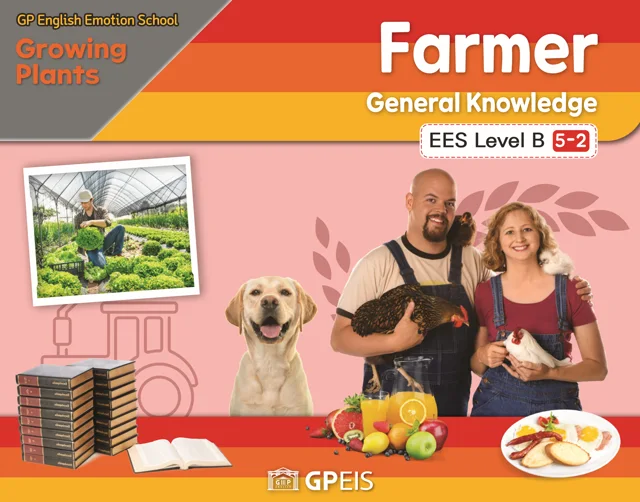 GP English Emotion School
Growing
Plants
Farmer
General Knowledge
EES Level B 5-2
GPEIS